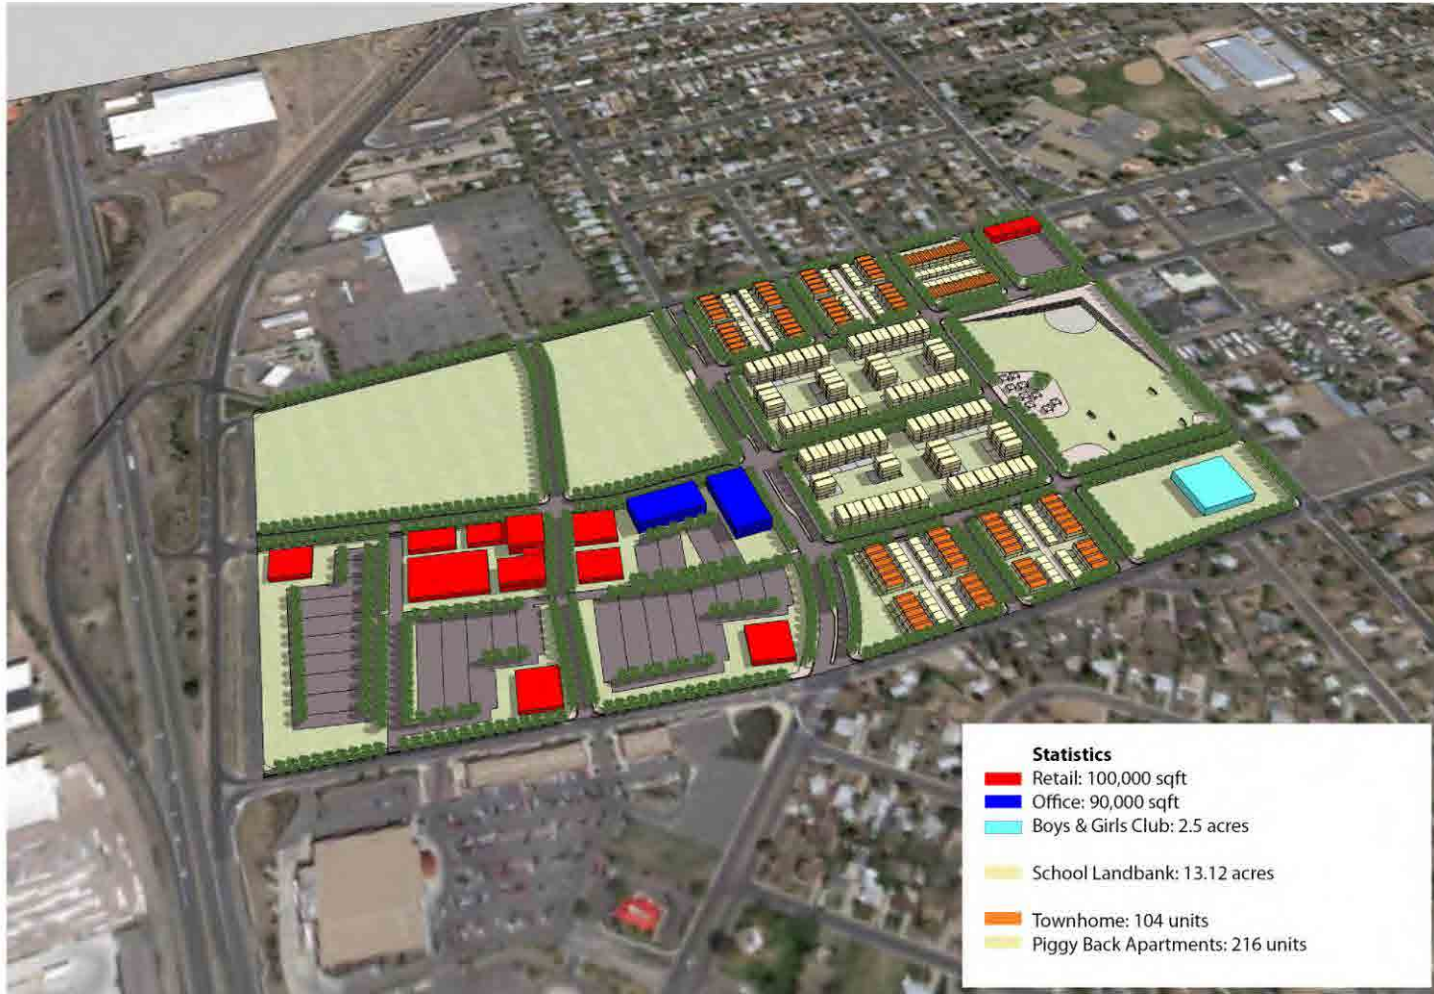 Statistics
Retail: 100,000 sqft
Office: 90,000 sqft
Boys & Girls Club: 2.5 acres
School Landbank: 13.12 acres
Townhome: 104 units
Piggy Back Apartments: 216 units